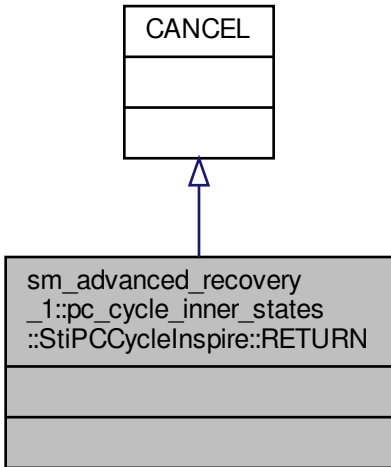 CANCEL
sm_advanced_recovery
_1::pc_cycle_inner_states
::StiPCCycleInspire::RETURN